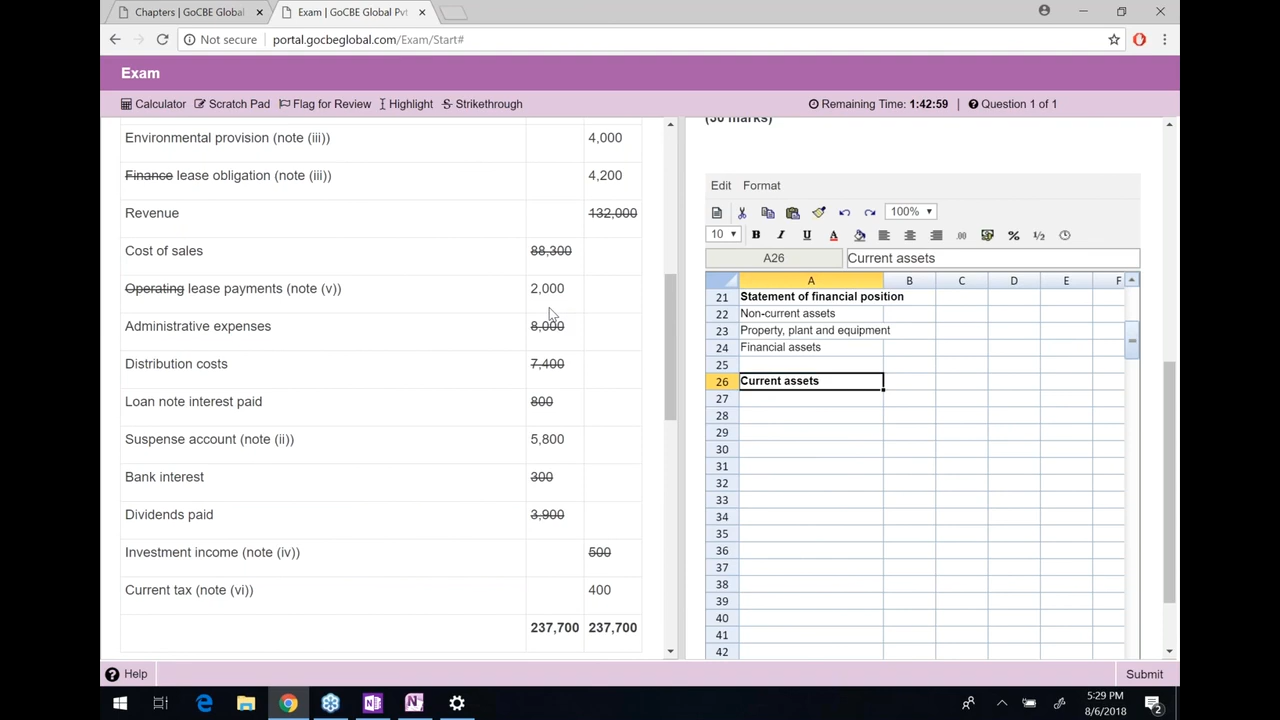 Chapters | GoCBE Global
Exam | GoCBE Global Pvt
Not secure portal.gocbeglobal.com/Exam/Start#
Exam
Calculator Scratch Pad Flag for Review Highlight Strikethrough Remaining Time: 1:42:59 Question 1 of 1
Environmental provision (note (iii)) 4,000
Finance lease obligation (note (iii)) 4,200
Revenue 132,000
Cost of sales 88,300
Operating lease payments (note (v)) 2,000
Administrative expenses 8,000
Distribution costs 7,400
Loan note interest paid 800
Suspense account (note (ii)) 5,800
Bank interest 300
Dividends paid 3,900
Investment income (note (iv)) 500
Current tax (note (vi)) 400
237,700 237,700
(30 marks)
Edit Format
100%
10 B I U A .00 % 1/2
A26 Current assets
A B C D E F
21 Statement of financial position
22 Non-current assets
23 Property, plant and equipment
24 Financial assets
25
26 Current assets
27
28
29
30
31
32
33
34
35
36
37
38
39
40
41
42
Help Submit
5:29 PM
8/6/2018
2